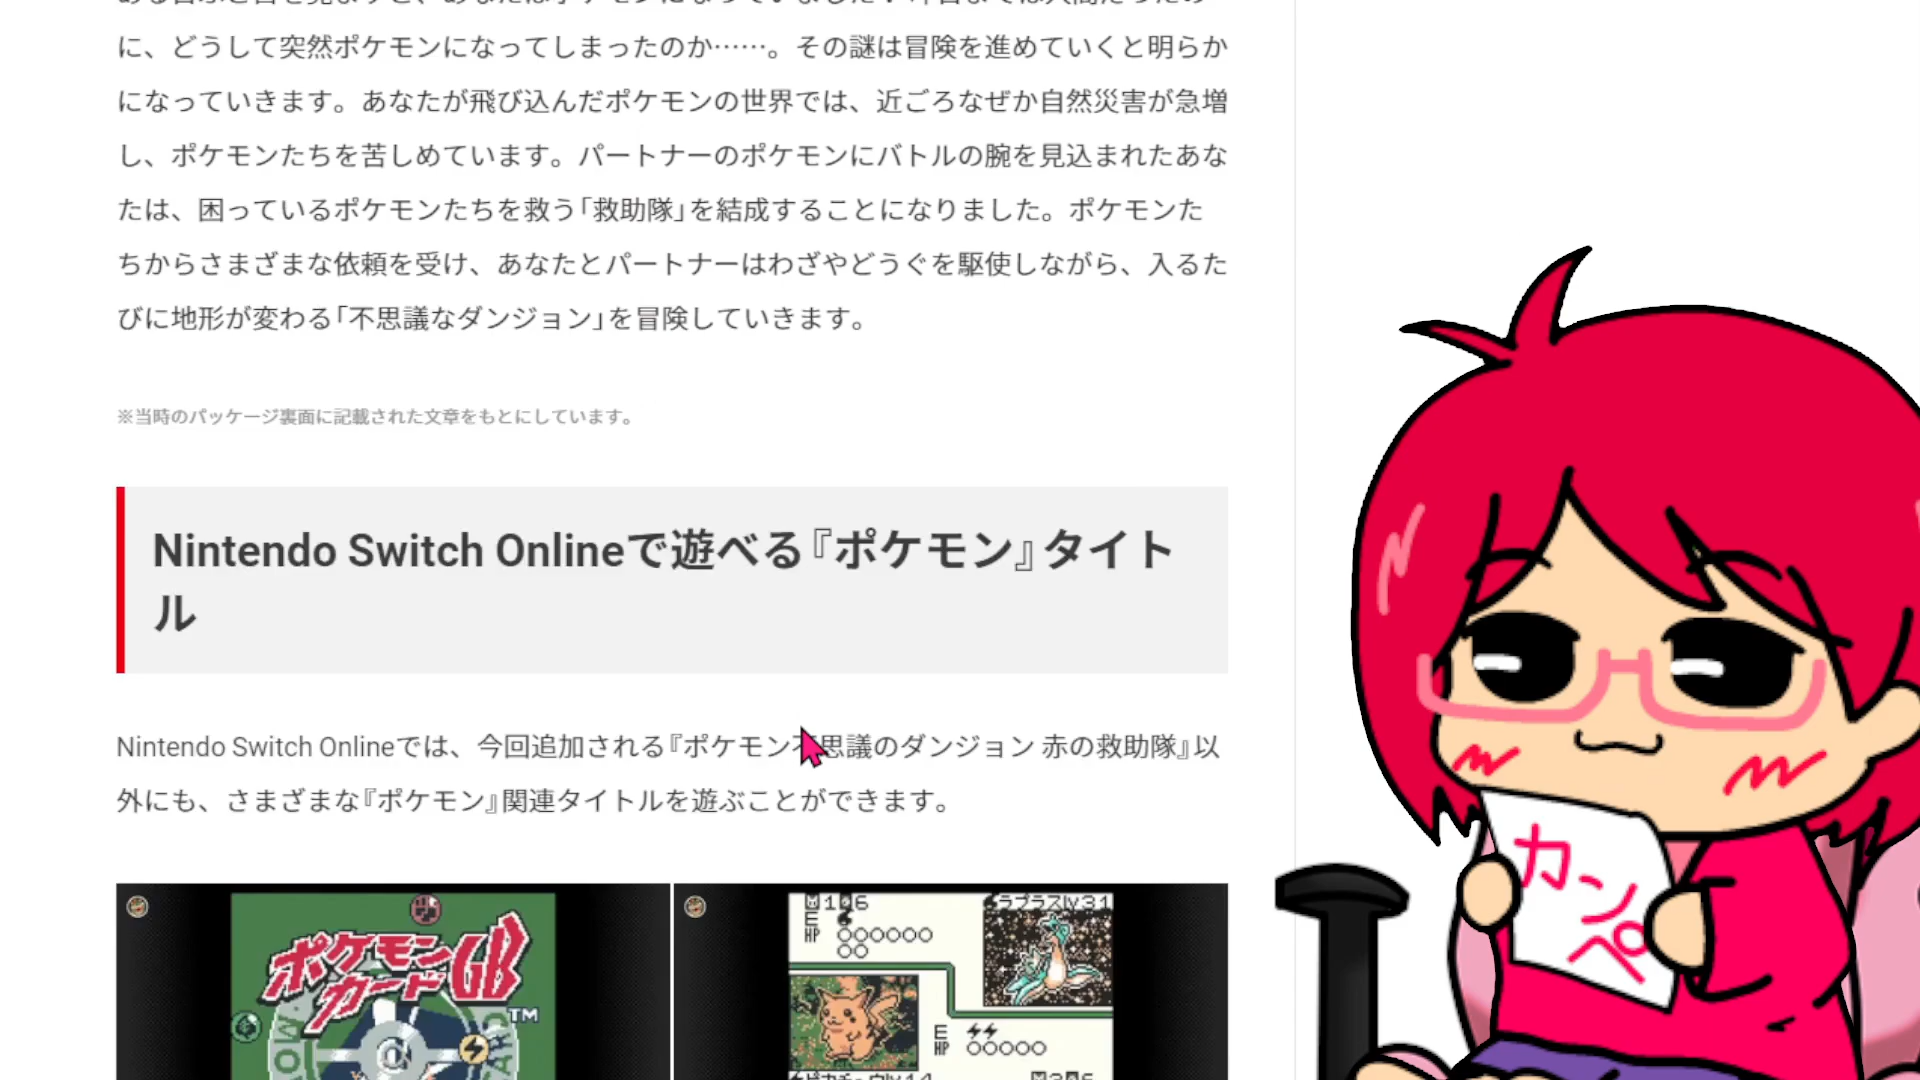 に、どうして突然ポケモンになってしまったのか……。その謎は冒険を進めていくと明らか
になっていきます。あなたが飛び込んだポケモンの世界では、近ごろなぜか自然災害が急増
し、ポケモンたちを苦しめています。パートナーのポケモンにバトルの腕を見込まれたあな
たは、困っているポケモンたちを救う「救助隊」を結成することになりました。ポケモンた
ちからさまざまな依頼を受け、あなたとパートナーはわざやどうぐを駆使しながら、入るた
びに地形が変わる「不思議なダンジョン」を冒険していきます。
※当時のパッケージ裏面に記載された文章をもとにしています。
Nintendo Switch Onlineで遊べる『ポケモン』タイト
ル
Nintendo Switch Onlineでは、今回追加される『ポケモン不思議のダンジョン 赤の救助隊』以
外にも、さまざまな『ポケモン』関連タイトルを遊ぶことができます。
ポケモン
カードGB
TM
E
HP
ラプラスLv31
E
HP
カンペ